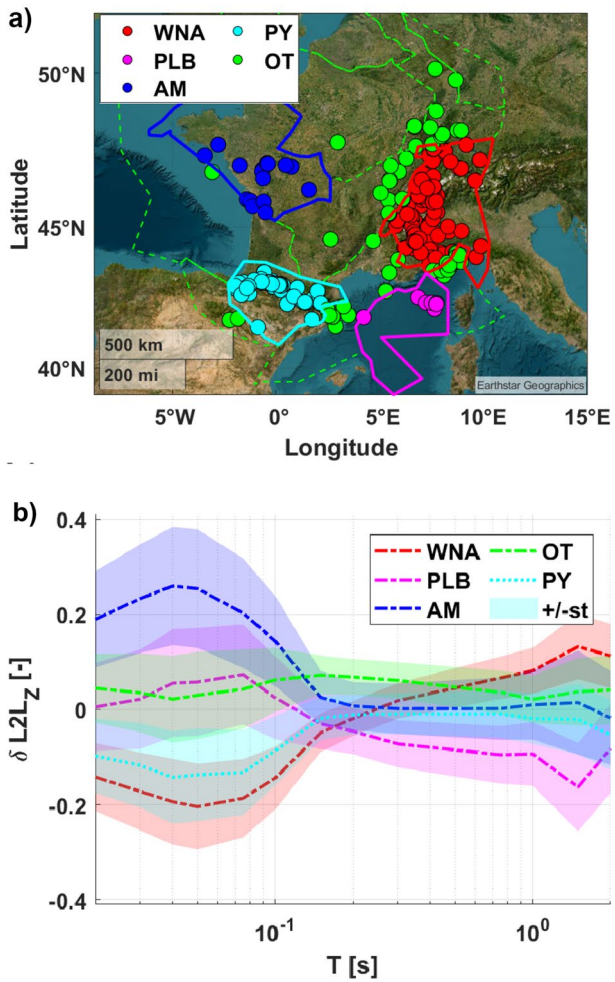 a)
WNA PY
PLB OT
AM
50°N
45°N
40°N
Latitude
500 km
200 mi
Earthstar Geographics
5°W 0° 5°E 10°E 15°E
Longitude
b)
0.4
0.2
0
-0.2
-0.4
δ L2L_Z [-]
WNA OT
PLB PY
AM +/-st
10^-1 10^0
T [s]